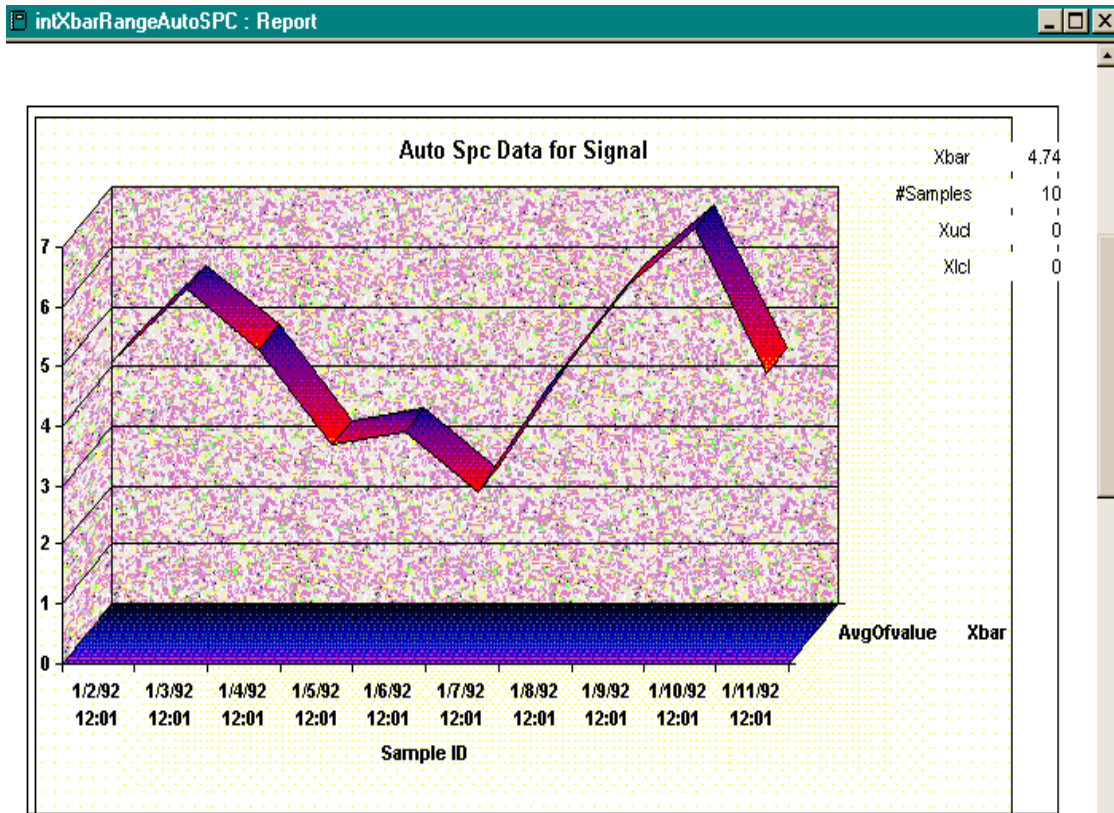 intXbarRangeAutoSPC : Report
Auto Spc Data for Signal
Xbar 4.74
#Samples 10
Xucl 0
Xlcl 0
7
6
5
4
3
2
1
0
AvgOfvalue Xbar
1/2/92 1/3/92 1/4/92 1/5/92 1/6/92 1/7/92 1/8/92 1/9/92 1/10/92 1/11/92
12:01 12:01 12:01 12:01 12:01 12:01 12:01 12:01 12:01 12:01
Sample ID